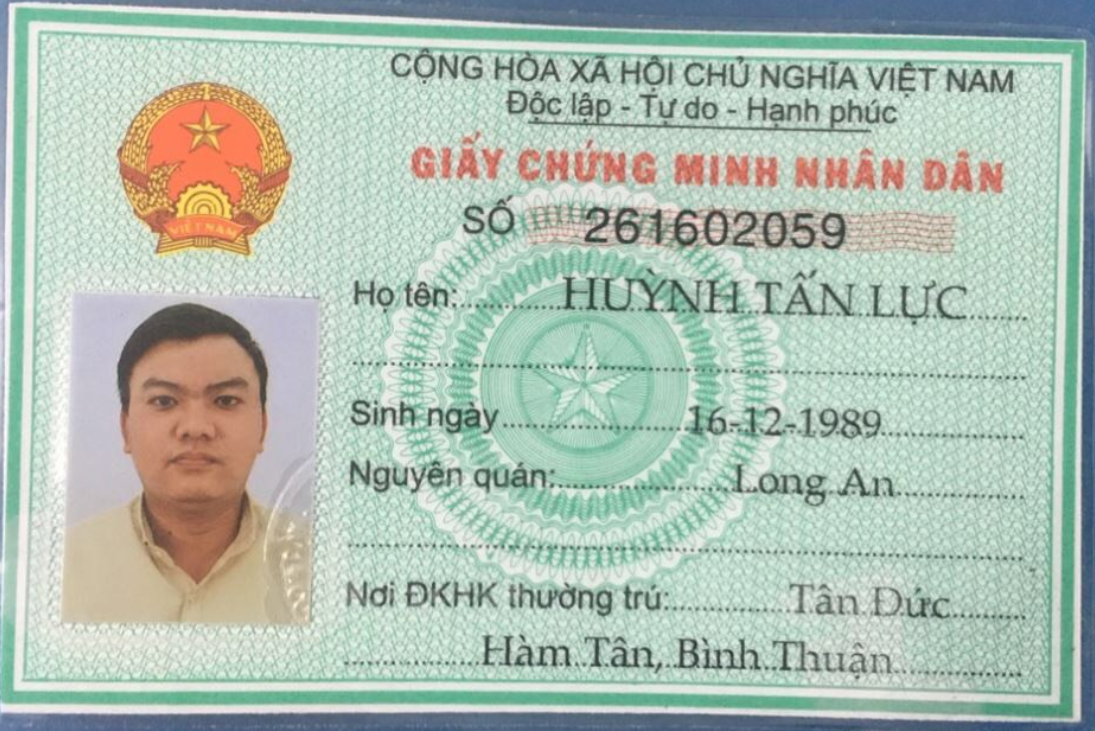 CỘNG HÒA XÃ HỘI CHỦ NGHĨA VIỆT NAM
Độc lập - Tự do - Hạnh phúc
GIẤY CHỨNG MINH NHÂN DÂN
SỐ 261602059
VIỆT NAM
Họ tên: HUỲNH TẤN LỰC
Sinh ngày 16-12-1989
Nguyên quán: Long An
Nơi ĐKHK thường trú: Tân Đức
Hàm Tân, Bình Thuận